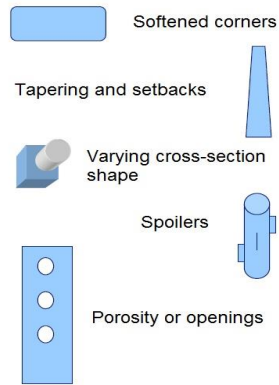 Softened corners
Tapering and setbacks
Varying cross-section
shape
Spoilers
Porosity or openings